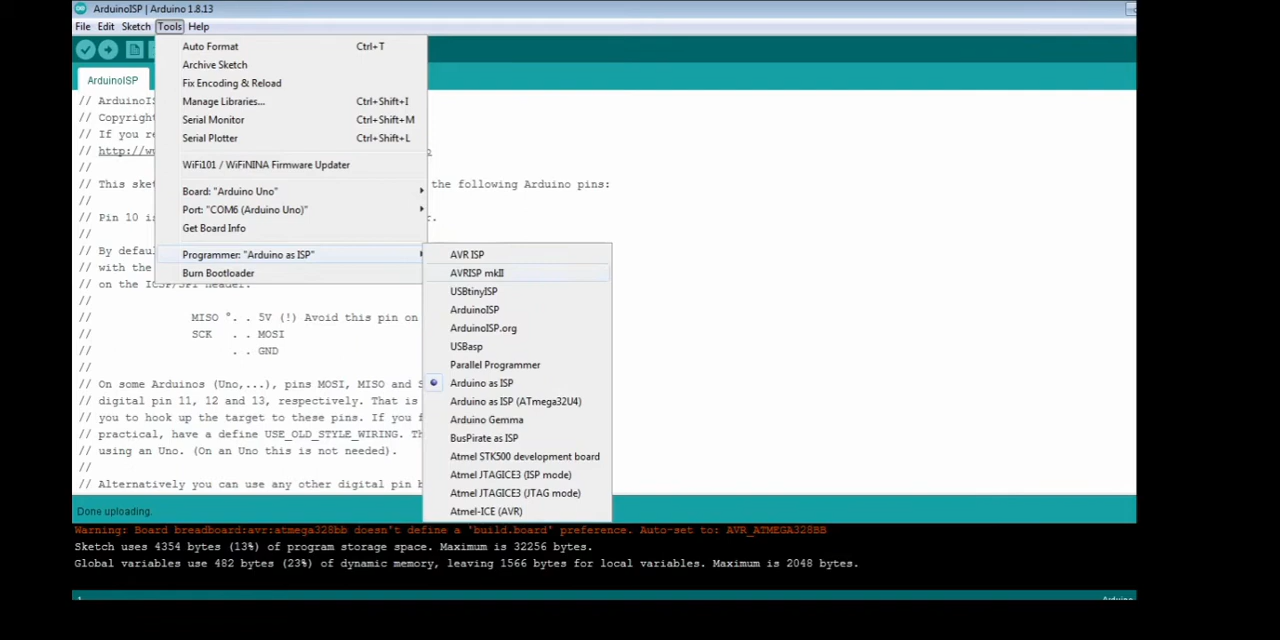 ArduinoISP | Arduino 1.8.13
File Edit Sketch Tools Help
Auto Format Ctrl+T
Archive Sketch
Fix Encoding & Reload
Manage Libraries... Ctrl+Shift+I
Serial Monitor Ctrl+Shift+M
Serial Plotter Ctrl+Shift+L
WiFi101 / WiFiNINA Firmware Updater
Board: "Arduino Uno"
Port: "COM6 (Arduino Uno)"
Get Board Info
Programmer: "Arduino as ISP"
Burn Bootloader
AVR ISP
AVRISP mkII
USBtinyISP
ArduinoISP
ArduinoISP.org
USBasp
Parallel Programmer
Arduino as ISP
Arduino as ISP (ATmega32U4)
Arduino Gemma
BusPirate as ISP
Atmel STK500 development board
Atmel JTAGICE3 (ISP mode)
Atmel JTAGICE3 (JTAG mode)
Atmel-ICE (AVR)
ArduinoISP
// ArduinoIS
// Copyright
// If you re
// http://w
//
// This sket the following Arduino pins:
//
// Pin 10 is r.
//
// By defau
// with the
// on the ICSP/SPI header.
//
// MISO °. . 5V (!) Avoid this pin on
// SCK . . MOSI
// . . GND
//
// On some Arduinos (Uno,...), pins MOSI, MISO and S
// digital pin 11, 12 and 13, respectively. That is
// you to hook up the target to these pins. If you f
// practical, have a define USE_OLD_STYLE_WIRING. Th
// using an Uno. (On an Uno this is not needed).
//
// Alternatively you can use any other digital pin
Done uploading.
Warning: Board breadboard:avr:atmega328bb doesn't define a 'build.board' preference. Auto-set to: AVR_ATMEGA328BB
Sketch uses 4354 bytes (13%) of program storage space. Maximum is 32256 bytes.
Global variables use 482 bytes (23%) of dynamic memory, leaving 1566 bytes for local variables. Maximum is 2048 bytes.